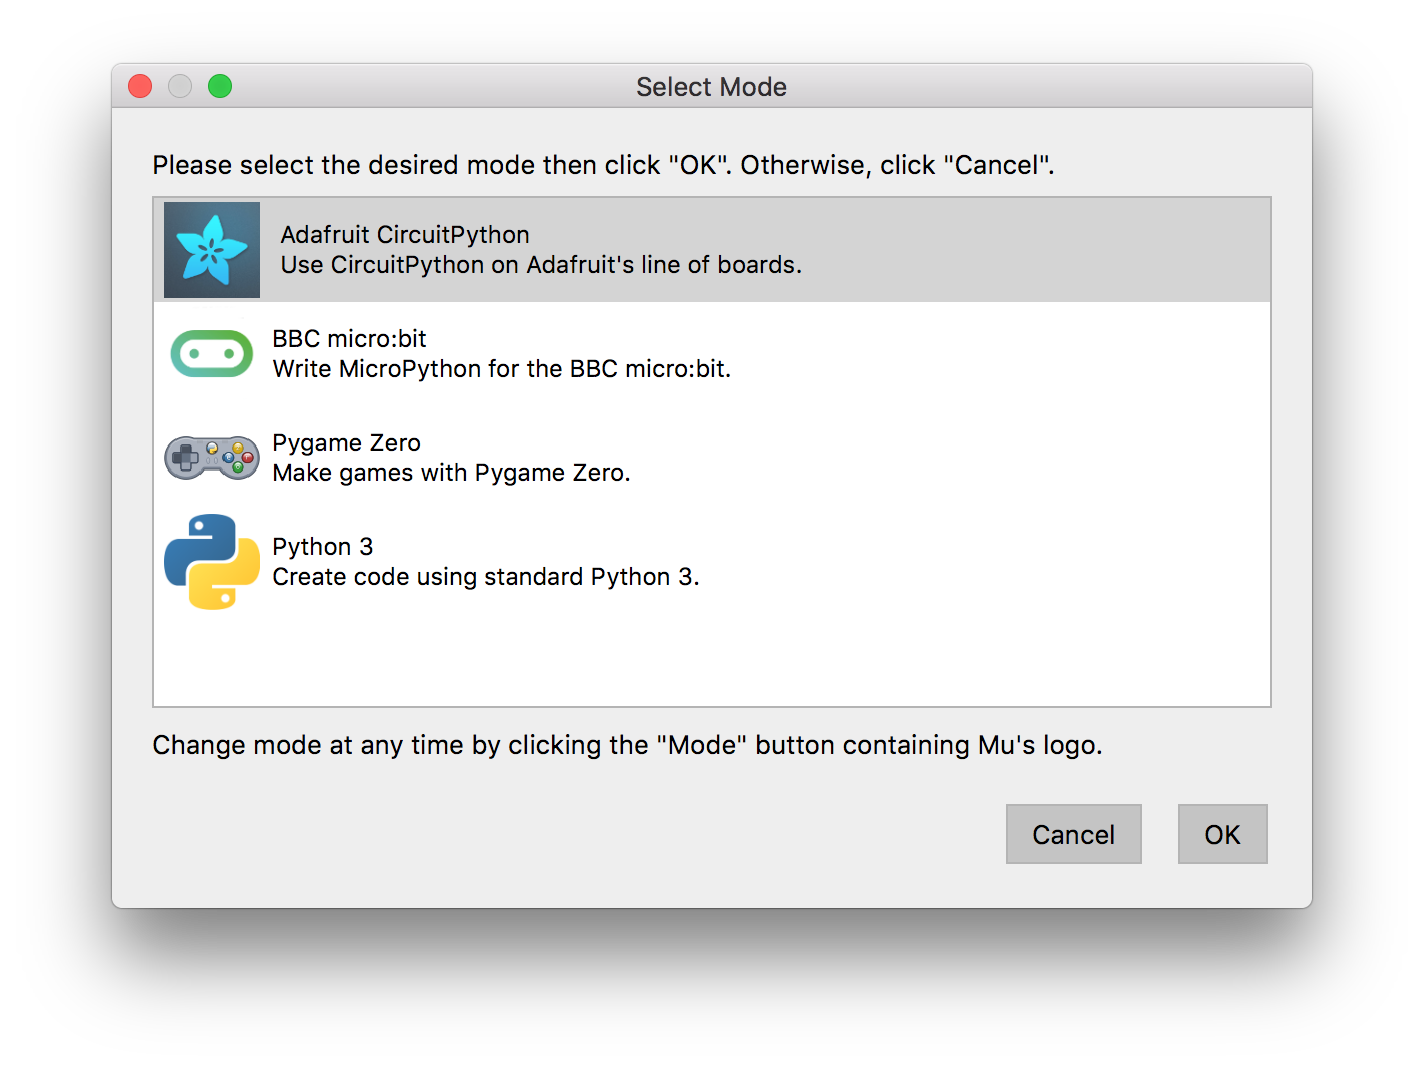 Select Mode
Please select the desired mode then click "OK". Otherwise, click "Cancel".
Adafruit CircuitPython
Use CircuitPython on Adafruit's line of boards.
BBC micro:bit
Write MicroPython for the BBC micro:bit.
Pygame Zero
Make games with Pygame Zero.
Python 3
Create code using standard Python 3.
Change mode at any time by clicking the "Mode" button containing Mu's logo.
Cancel
OK